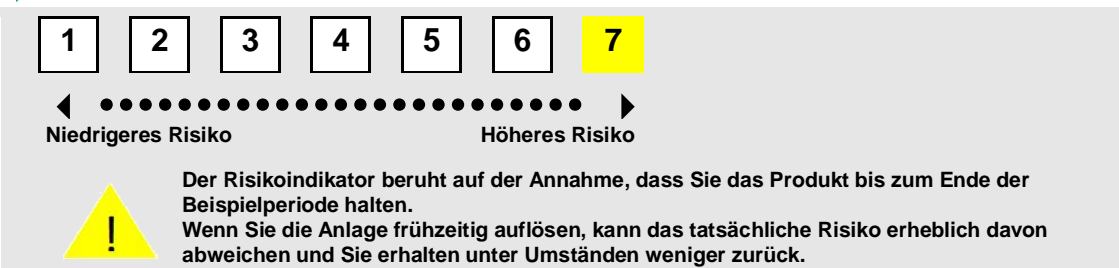 1 2 3 4 5 6 7
Niedrigeres Risiko Höheres Risiko
!
Der Risikoindikator beruht auf der Annahme, dass Sie das Produkt bis zum Ende der
Beispielperiode halten.
Wenn Sie die Anlage frühzeitig auflösen, kann das tatsächliche Risiko erheblich davon
abweichen und Sie erhalten unter Umständen weniger zurück.